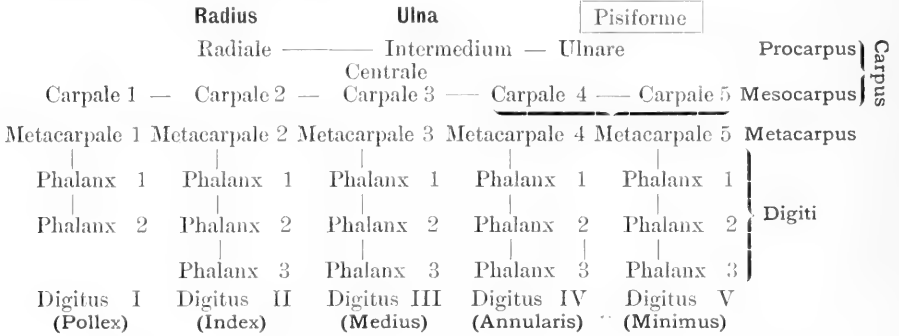 Radius Ulna Pisiforme
Radiale — Intermedium — Ulnare Procarpus
Centrale
Carpale 1 — Carpale 2 — Carpale 3 — Carpale 4 — Carpale 5 Mesocarpus
Carpus
Metacarpale 1 Metacarpale 2 Metacarpale 3 Metacarpale 4 Metacarpale 5 Metacarpus
Phalanx 1 Phalanx 1 Phalanx 1 Phalanx 1 Phalanx 1
Phalanx 2 Phalanx 2 Phalanx 2 Phalanx 2 Phalanx 2 Digiti
Phalanx 3 Phalanx 3 Phalanx 3 Phalanx 3
Digitus I Digitus II Digitus III Digitus IV Digitus V
(Pollex) (Index) (Medius) (Annularis) (Minimus)